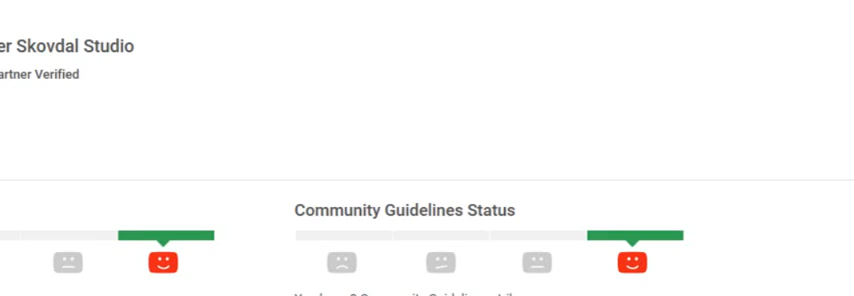 er Skovdal Studio
artner Verified
Community Guidelines Status